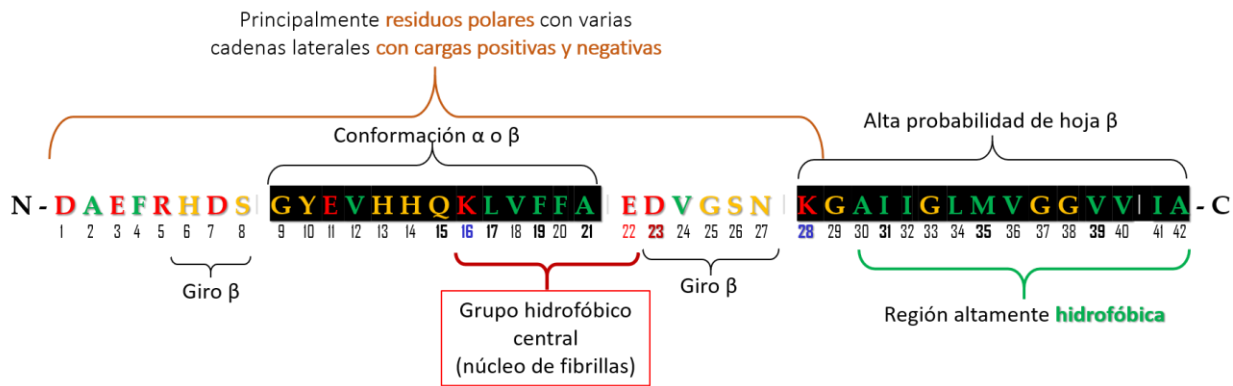 Principalmente residuos polares con varias
cadenas laterales con cargas positivas y negativas
Conformación α o β
Alta probabilidad de hoja β
N - D A E F R H D S | G Y E V H H Q K L V F F A | E D V G S N | K G A I I G L M V G G V V | I A - C
1 2 3 4 5 6 7 8 9 10 11 12 13 14 15 16 17 18 19 20 21 22 23 24 25 26 27 28 29 30 31 32 33 34 35 36 37 38 39 40 41 42
Giro β
Giro β
Grupo hidrofóbico
central
(núcleo de fibrillas)
Región altamente hidrofóbica